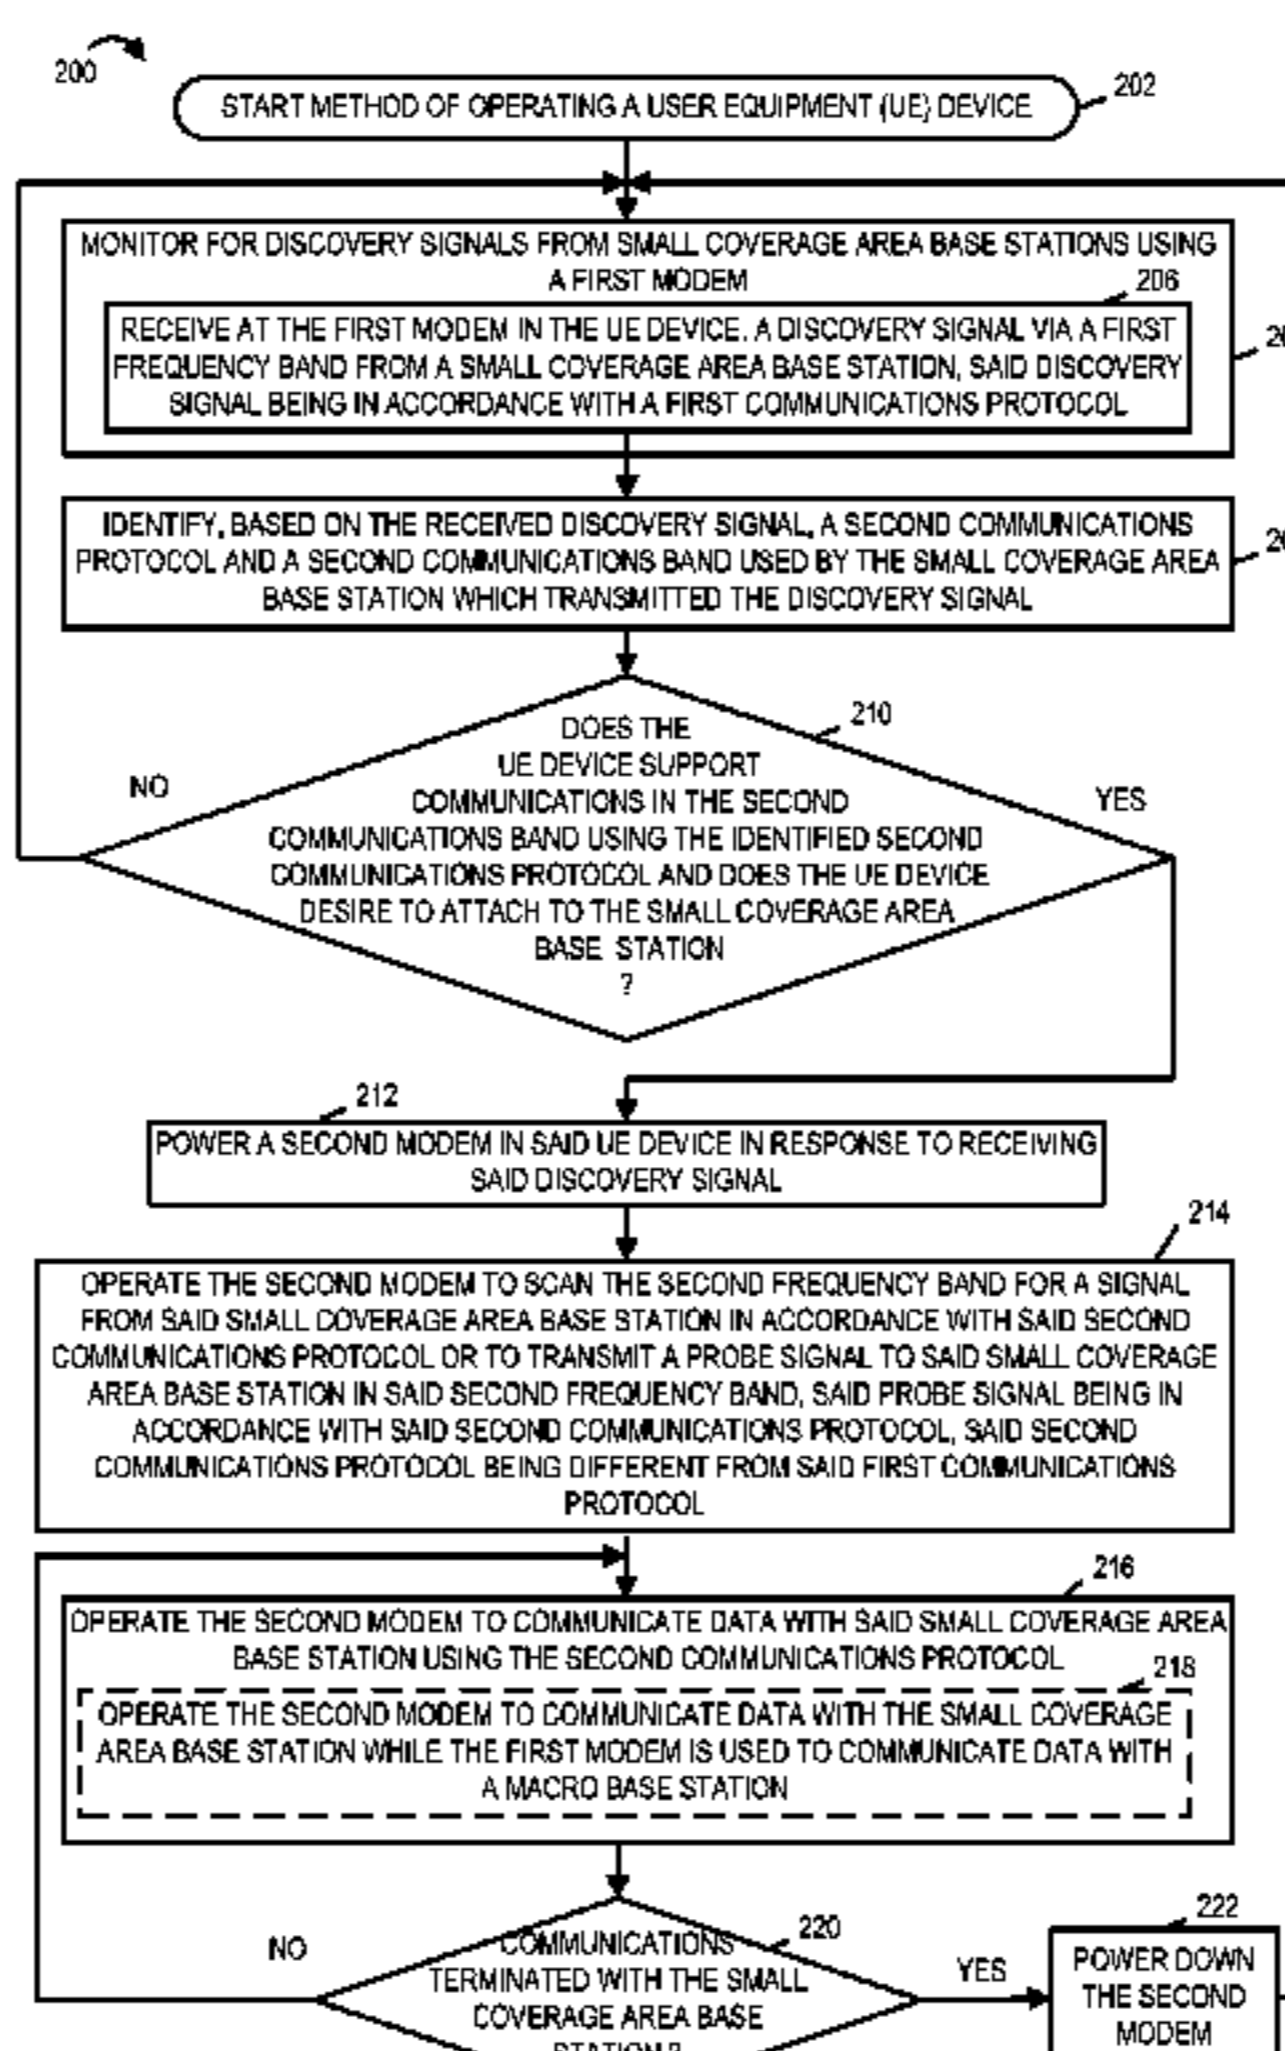 200
START METHOD OF OPERATING A USER EQUIPMENT (UE) DEVICE
202
MONITOR FOR DISCOVERY SIGNALS FROM SMALL COVERAGE AREA BASE STATIONS USING
A FIRST MODEM
206
RECEIVE AT THE FIRST MODEM IN THE UE DEVICE, A DISCOVERY SIGNAL VIA A FIRST
FREQUENCY BAND FROM A SMALL COVERAGE AREA BASE STATION, SAID DISCOVERY
SIGNAL BEING IN ACCORDANCE WITH A FIRST COMMUNICATIONS PROTOCOL
IDENTIFY, BASED ON THE RECEIVED DISCOVERY SIGNAL, A SECOND COMMUNICATIONS
PROTOCOL AND A SECOND COMMUNICATIONS BAND USED BY THE SMALL COVERAGE AREA
BASE STATION WHICH TRANSMITTED THE DISCOVERY SIGNAL
210
DOES THE
UE DEVICE SUPPORT
COMMUNICATIONS IN THE SECOND
COMMUNICATIONS BAND USING THE IDENTIFIED SECOND
COMMUNICATIONS PROTOCOL AND DOES THE UE DEVICE
DESIRE TO ATTACH TO THE SMALL COVERAGE AREA
BASE STATION
?
NO
YES
212
POWER A SECOND MODEM IN SAID UE DEVICE IN RESPONSE TO RECEIVING
SAID DISCOVERY SIGNAL
214
OPERATE THE SECOND MODEM TO SCAN THE SECOND FREQUENCY BAND FOR A SIGNAL
FROM SAID SMALL COVERAGE AREA BASE STATION IN ACCORDANCE WITH SAID SECOND
COMMUNICATIONS PROTOCOL OR TO TRANSMIT A PROBE SIGNAL TO SAID SMALL COVERAGE
AREA BASE STATION IN SAID SECOND FREQUENCY BAND, SAID PROBE SIGNAL BEING IN
ACCORDANCE WITH SAID SECOND COMMUNICATIONS PROTOCOL, SAID SECOND
COMMUNICATIONS PROTOCOL BEING DIFFERENT FROM SAID FIRST COMMUNICATIONS
PROTOCOL
216
OPERATE THE SECOND MODEM TO COMMUNICATE DATA WITH SAID SMALL COVERAGE AREA
BASE STATION USING THE SECOND COMMUNICATIONS PROTOCOL
218
OPERATE THE SECOND MODEM TO COMMUNICATE DATA WITH THE SMALL COVERAGE
AREA BASE STATION WHILE THE FIRST MODEM IS USED TO COMMUNICATE DATA WITH
A MACRO BASE STATION
220
COMMUNICATIONS
TERMINATED WITH THE SMALL
COVERAGE AREA BASE
STATION ?
NO
YES
222
POWER DOWN
THE SECOND
MODEM